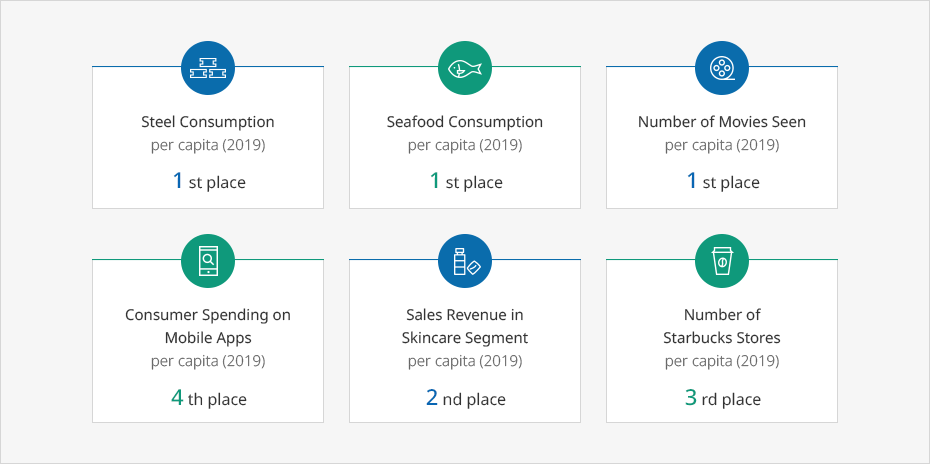 Steel Consumption
per capita (2019)
1 st place
Seafood Consumption
per capita (2019)
1 st place
Number of Movies Seen
per capita (2019)
1 st place
Consumer Spending on
Mobile Apps
per capita (2019)
4 th place
Sales Revenue in
Skincare Segment
per capita (2019)
2 nd place
Number of
Starbucks Stores
per capita (2019)
3 rd place